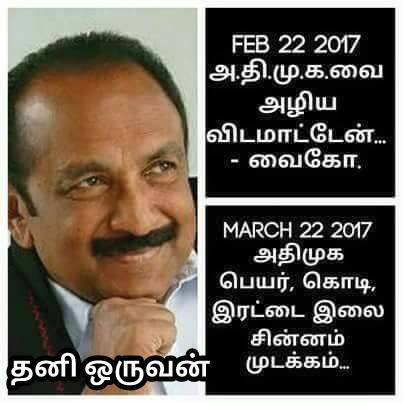 FEB 22 2017
அ.தி.மு.க.வை
அழிய
விடமாட்டேன்...
- வைகோ.
MARCH 22 2017
அதிமுக
பெயர், கொடி,
இரட்டை இலை
சின்னம்
முடக்கம்...
தனி ஒருவன்